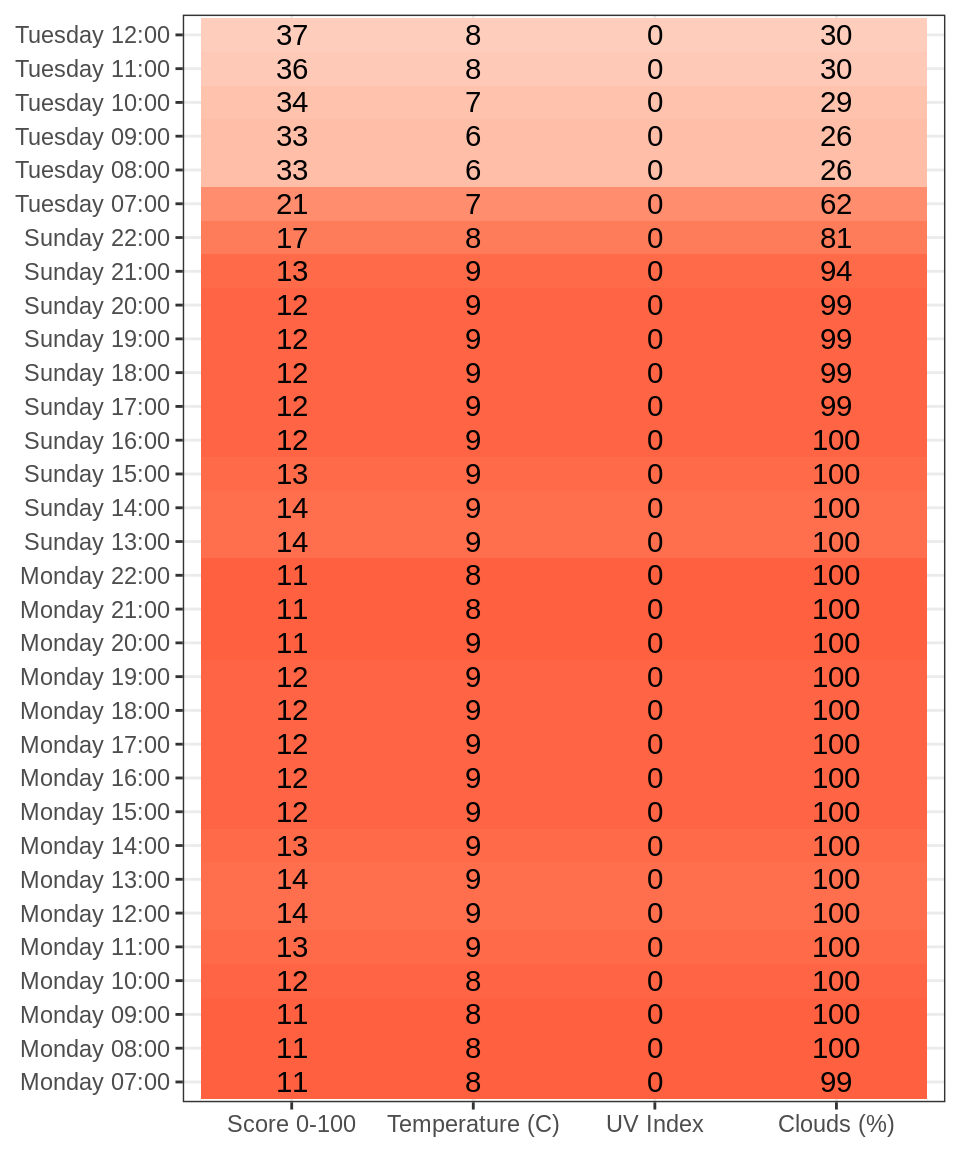 Tuesday 12:00 37 8 0 30
Tuesday 11:00 36 8 0 30
Tuesday 10:00 34 7 0 29
Tuesday 09:00 33 6 0 26
Tuesday 08:00 33 6 0 26
Tuesday 07:00 21 7 0 62
Sunday 22:00 17 8 0 81
Sunday 21:00 13 9 0 94
Sunday 20:00 12 9 0 99
Sunday 19:00 12 9 0 99
Sunday 18:00 12 9 0 99
Sunday 17:00 12 9 0 99
Sunday 16:00 12 9 0 100
Sunday 15:00 13 9 0 100
Sunday 14:00 14 9 0 100
Sunday 13:00 14 9 0 100
Monday 22:00 11 8 0 100
Monday 21:00 11 8 0 100
Monday 20:00 11 9 0 100
Monday 19:00 12 9 0 100
Monday 18:00 12 9 0 100
Monday 17:00 12 9 0 100
Monday 16:00 12 9 0 100
Monday 15:00 12 9 0 100
Monday 14:00 13 9 0 100
Monday 13:00 14 9 0 100
Monday 12:00 14 9 0 100
Monday 11:00 13 9 0 100
Monday 10:00 12 8 0 100
Monday 09:00 11 8 0 100
Monday 08:00 11 8 0 100
Monday 07:00 11 8 0 99
Score 0-100 Temperature (C) UV Index Clouds (%)